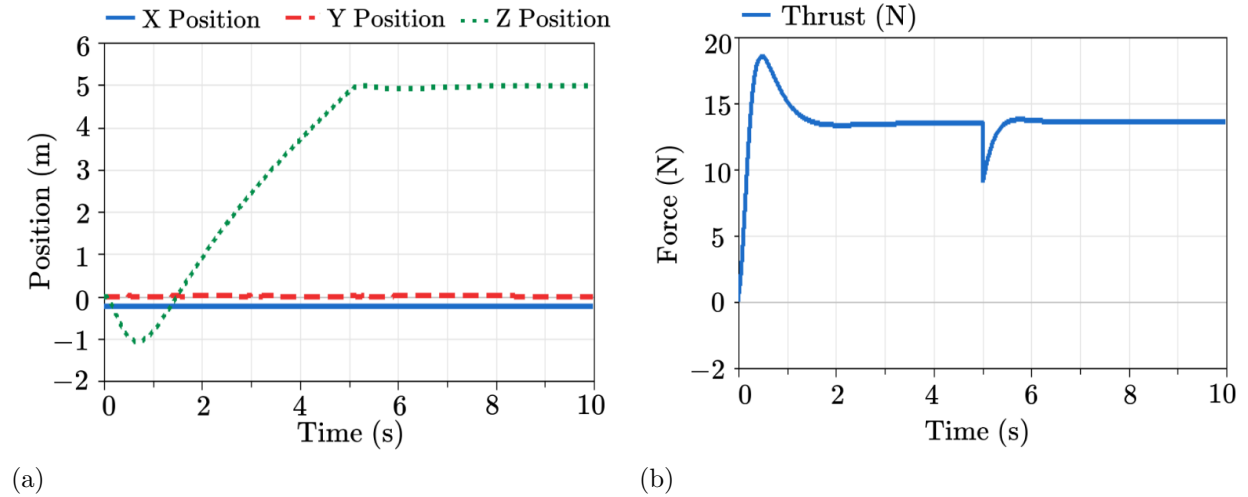 X Position Y Position Z Position
6
5
4
3
2
1
0
−1
−2
Position (m)
0 2 4 6 8 10
Time (s)
(a)
Thrust (N)
20
15
10
5
0
−2
Force (N)
0 2 4 6 8 10
Time (s)
(b)